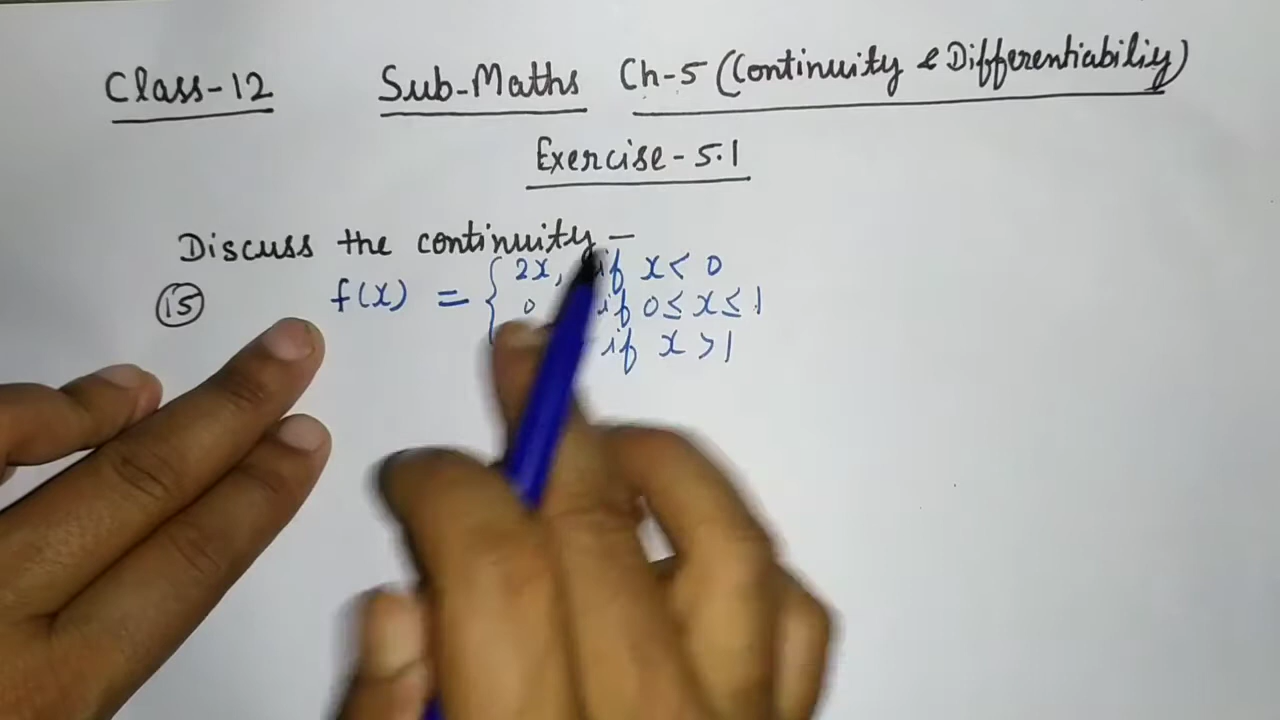 Class-12 Sub-Maths Ch-5 (Continuity & Differentiabiliy)
Exercise-5.1
Discuss the continuity -
15 f(x) = { 2x, if x < 0
0 if 0 ≤ x ≤ 1
if x > 1